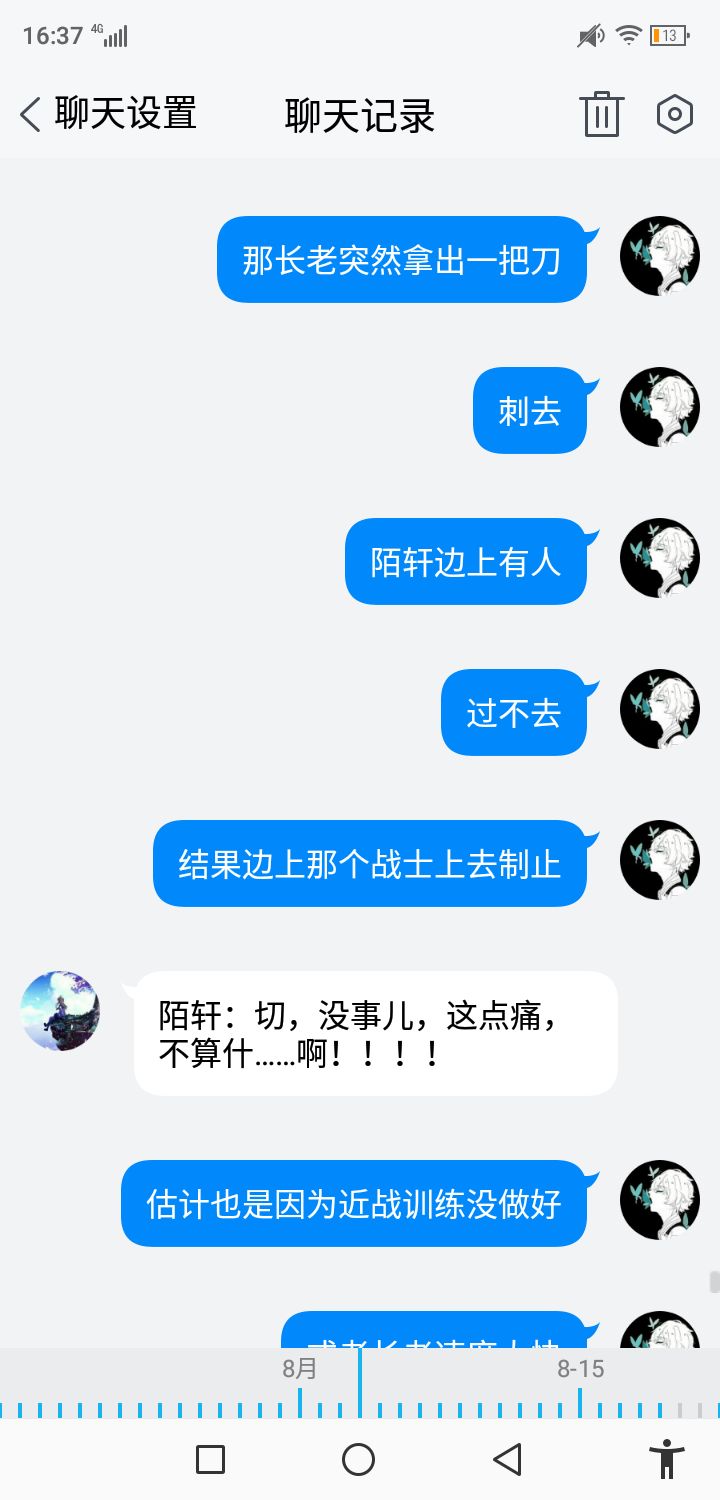 16:37 4G 13
聊天设置 聊天记录
那长老突然拿出一把刀
刺去
陌轩边上有人
过不去
结果边上那个战士上去制止
陌轩：切，没事儿，这点痛，
不算什……啊！！！！
估计也是因为近战训练没做好
8月 8-15